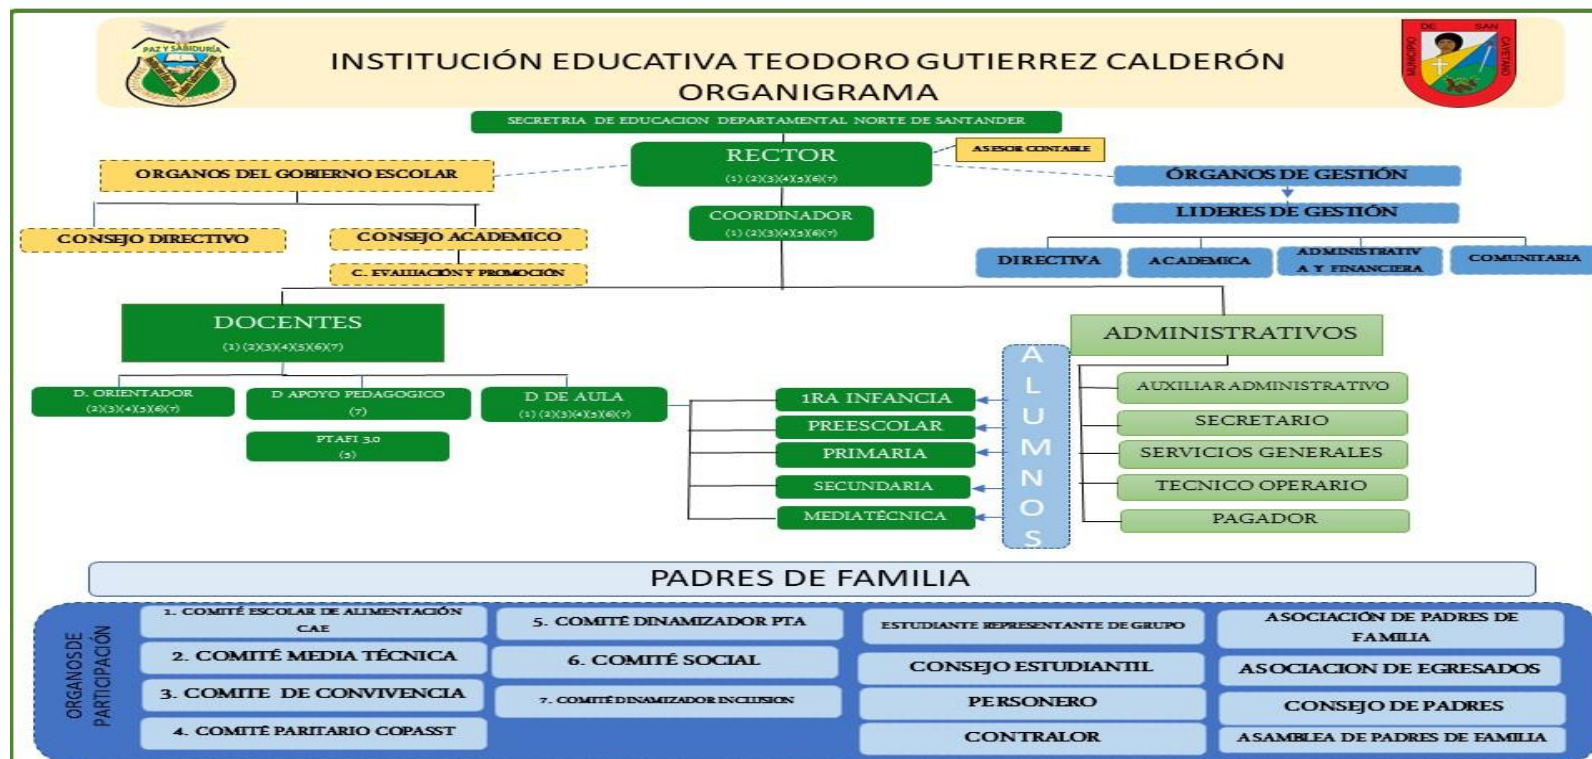 PAZ Y SABIDURÍA
MUNICIPIO DE SAN CAYETANO
INSTITUCIÓN EDUCATIVA TEODORO GUTIERREZ CALDERÓN
ORGANIGRAMA
SECRETRIA DE EDUCACION DEPARTAMENTAL NORTE DE SANTANDER
RECTOR
(1) (2)(3)(4)(5)(6)(7)
ASESOR CONTABLE
ORGANOS DEL GOBIERNO ESCOLAR
ÓRGANOS DE GESTIÓN
LIDERES DE GESTIÓN
COORDINADOR
(1) (2)(3)(4)(5)(6)(7)
CONSEJO DIRECTIVO
CONSEJO ACADEMICO
C. EVALUACIÓN Y PROMOCIÓN
DIRECTIVA
ACADEMICA
ADMINISTRATIV
A Y FINANCIERA
COMUNITARIA
DOCENTES
(1) (2)(3)(4)(5)(6)(7)
ADMINISTRATIVOS
D. ORIENTADOR
(2)(3)(4)(5)(6)(7)
D APOYO PEDAGOGICO
(7)
D DE AULA
(1) (2)(3)(4)(5)(6)(7)
PTAFI 3.0
(5)
1RA INFANCIA
PREESCOLAR
PRIMARIA
SECUNDARIA
MEDIA TÉCNICA
ALUMNOS
AUXILIAR ADMINISTRATIVO
SECRETARIO
SERVICIOS GENERALES
TECNICO OPERARIO
PAGADOR
PADRES DE FAMILIA
ORGANOS DE
PARTICIPACIÓN
1. COMITÉ ESCOLAR DE ALIMENTACIÓN
CAE
2. COMITÉ MEDIA TÉCNICA
3. COMITE DE CONVIVENCIA
4. COMITÉ PARITARIO COPASST
5. COMITÉ DINAMIZADOR PTA
6. COMITÉ SOCIAL
7. COMITÉ DINAMIZADOR INCLUSION
ESTUDIANTE REPRESENTANTE DE GRUPO
CONSEJO ESTUDIANTIL
PERSONERO
CONTRALOR
ASOCIACIÓN DE PADRES DE
FAMILIA
ASOCIACION DE EGRESADOS
CONSEJO DE PADRES
ASAMBLEA DE PADRES DE FAMILIA